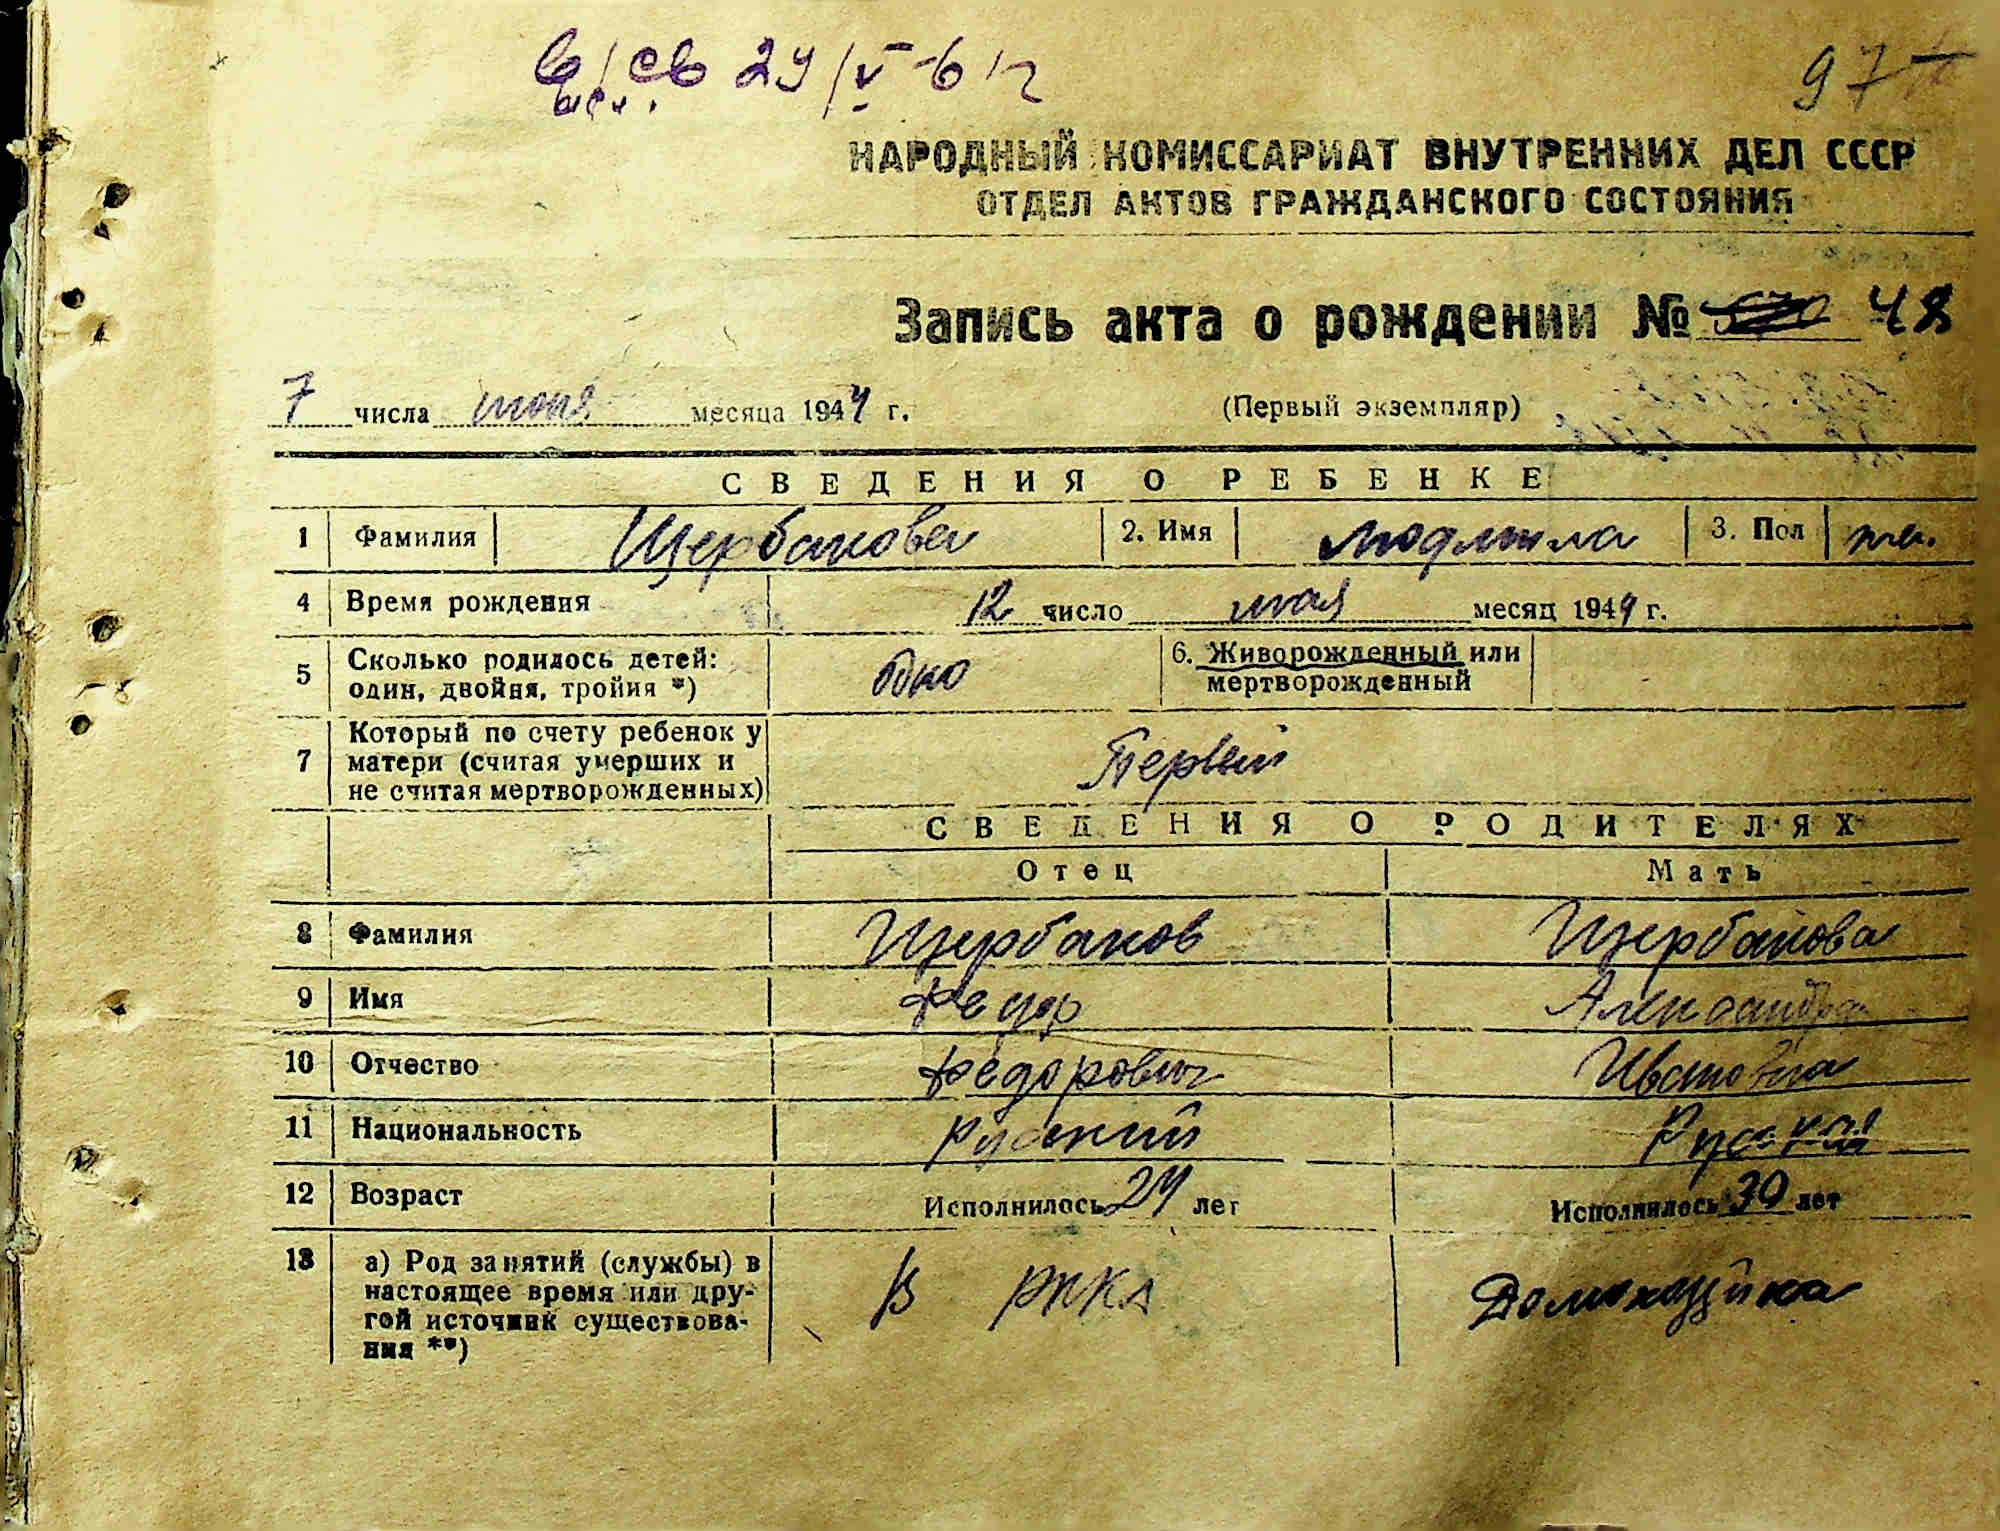 29/V-61г
97
НАРОДНЫЙ КОМИССАРИАТ ВНУТРЕННИХ ДЕЛ СССР
ОТДЕЛ АКТОВ ГРАЖДАНСКОГО СОСТОЯНИЯ
Запись акта о рождении № 48
7 числа июня месяца 1944 г. (Первый экземпляр)
СВЕДЕНИЯ О РЕБЕНКЕ
1 Фамилия Щербакова 2. Имя Людмила 3. Пол жен.
4 Время рождения 12 число мая месяц 1944 г.
5 Сколько родилось детей: один, двойня, тройня *) одно 6. Живорожденный или мертворожденный
7 Который по счету ребенок у матери (считая умерших и не считая мертворожденных) Первый
СВЕДЕНИЯ О РОДИТЕЛЯХ
Отец Мать
8 Фамилия Щербаков Щербакова
9 Имя Федор Александра
10 Отчество Федорович Ивановна
11 Национальность Русский Русская
12 Возраст Исполнилось 24 лет Исполнилось 30 лет
13 а) Род занятий (службы) в настоящее время или другой источник существования **) В РККА Домохозяйка